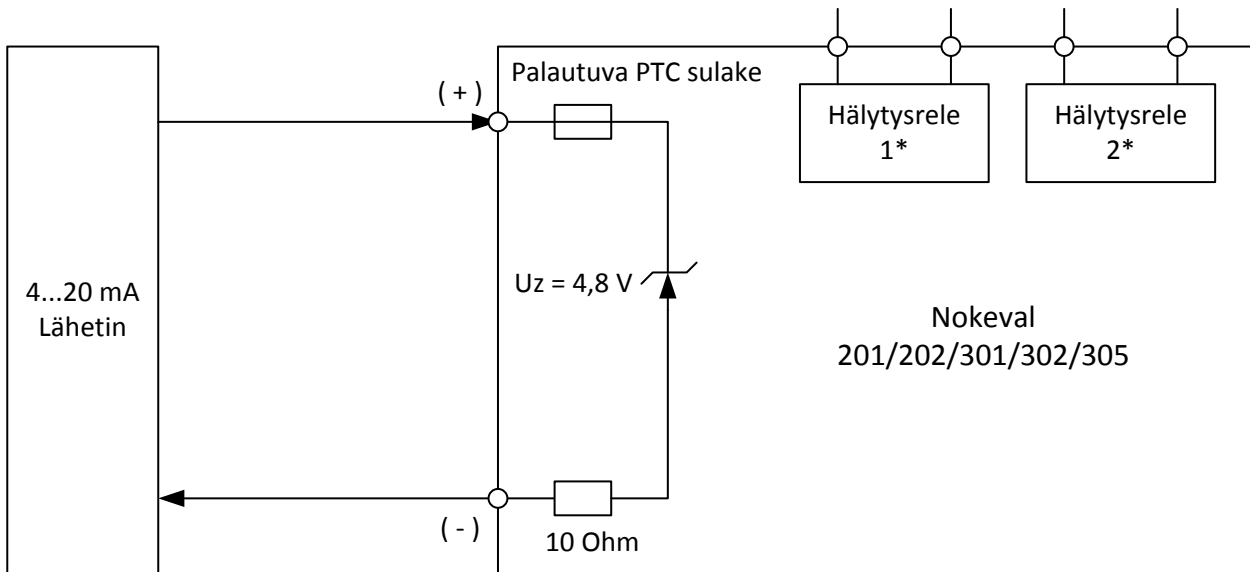 Palautuva PTC sulake
( + )
Hälytysrele
1*
Hälytysrele
2*
4...20 mA
Lähetin
Uz = 4,8 V
Nokeval
201/202/301/302/305
( - )
10 Ohm